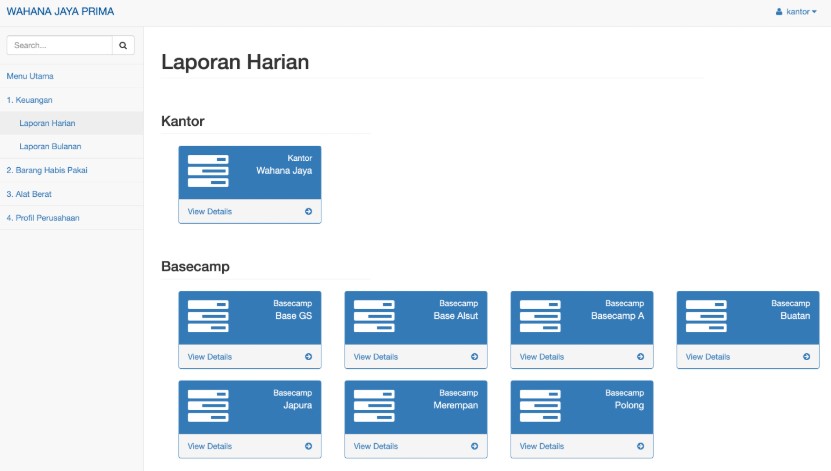 WAHANA JAYA PRIMA
kantor
Search...
Menu Utama
1. Keuangan
Laporan Harian
Laporan Bulanan
2. Barang Habis Pakai
3. Alat Berat
4. Profil Perusahaan
Laporan Harian
Kantor
Kantor
Wahana Jaya
View Details
Basecamp
Basecamp
Base GS
View Details
Basecamp
Base Alsut
View Details
Basecamp
Basecamp A
View Details
Basecamp
Buatan
View Details
Basecamp
Japura
View Details
Basecamp
Merempan
View Details
Basecamp
Polong
View Details